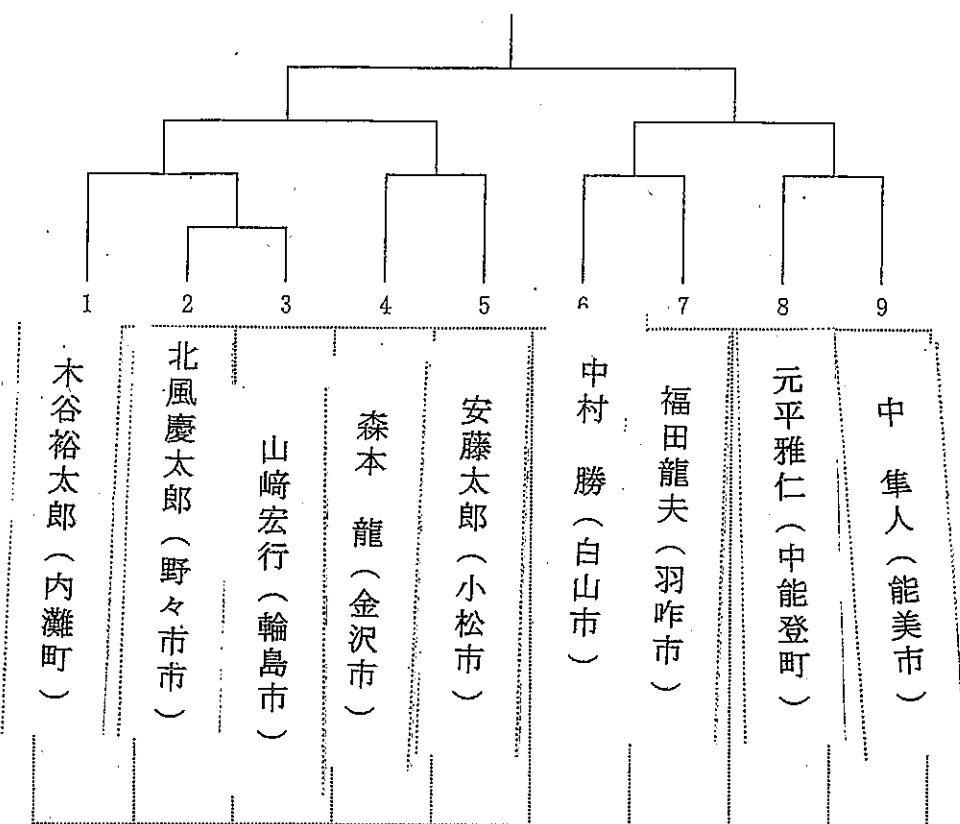 1 2 3 4 5 6 7 8 9
木谷裕太郎（内灘町）
北風慶太郎（野々市市）
山﨑宏行（輪島市）
森本　龍（金沢市）
安藤太郎（小松市）
中村　勝（白山市）
福田龍夫（羽咋市）
元平雅仁（中能登町）
中　隼人（能美市）